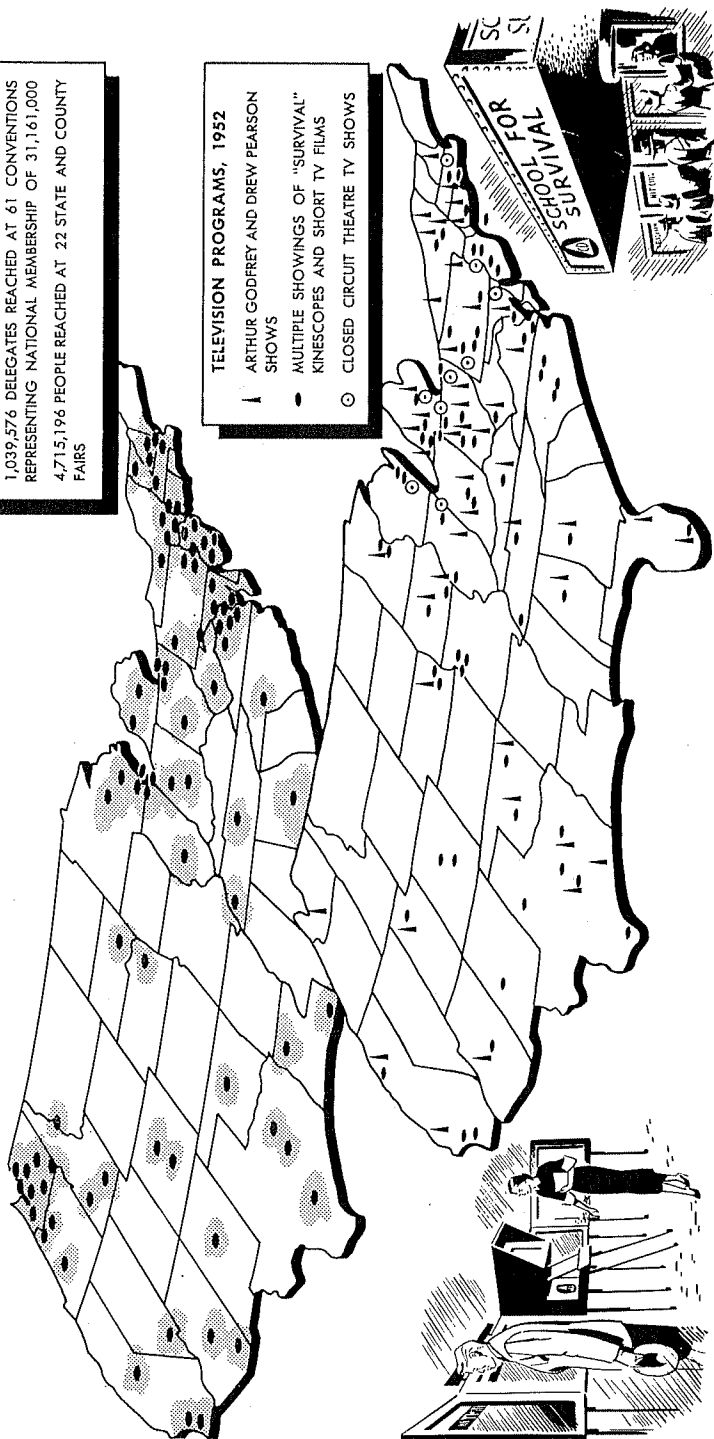 1,039,576 DELEGATES REACHED AT 61 CONVENTIONS
REPRESENTING NATIONAL MEMBERSHIP OF 31,161,000
4,715,196 PEOPLE REACHED AT 22 STATE AND COUNTY
FAIRS
TELEVISION PROGRAMS, 1952
ARTHUR GODFREY AND DREW PEARSON
SHOWS
MULTIPLE SHOWINGS OF "SURVIVAL"
KINESCOPES AND SHORT TV FILMS
CLOSED CIRCUIT THEATRE TV SHOWS
SC
SU
SCHOOL FOR
SURVIVAL